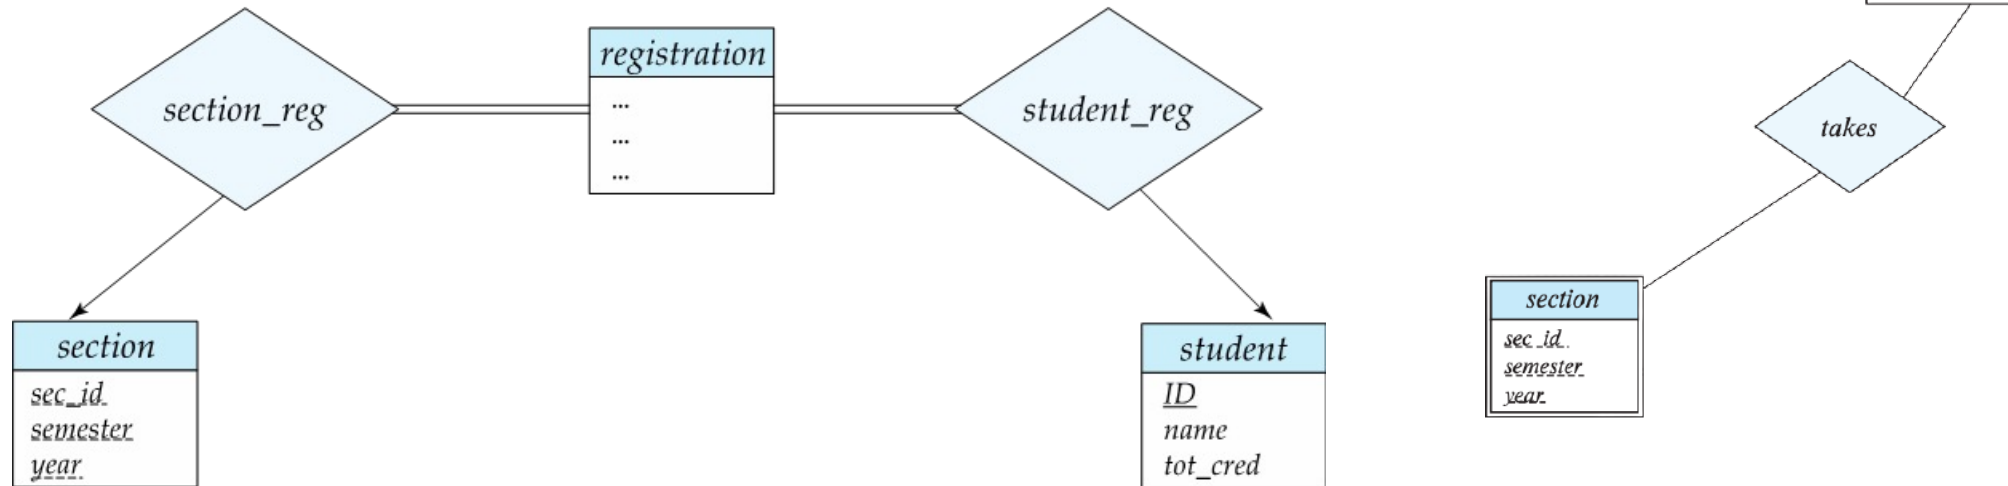 section_reg
registration
...
...
...
student_reg
takes
section
sec_id
semester
year
student
ID
name
tot_cred
section
sec_id
semester
year